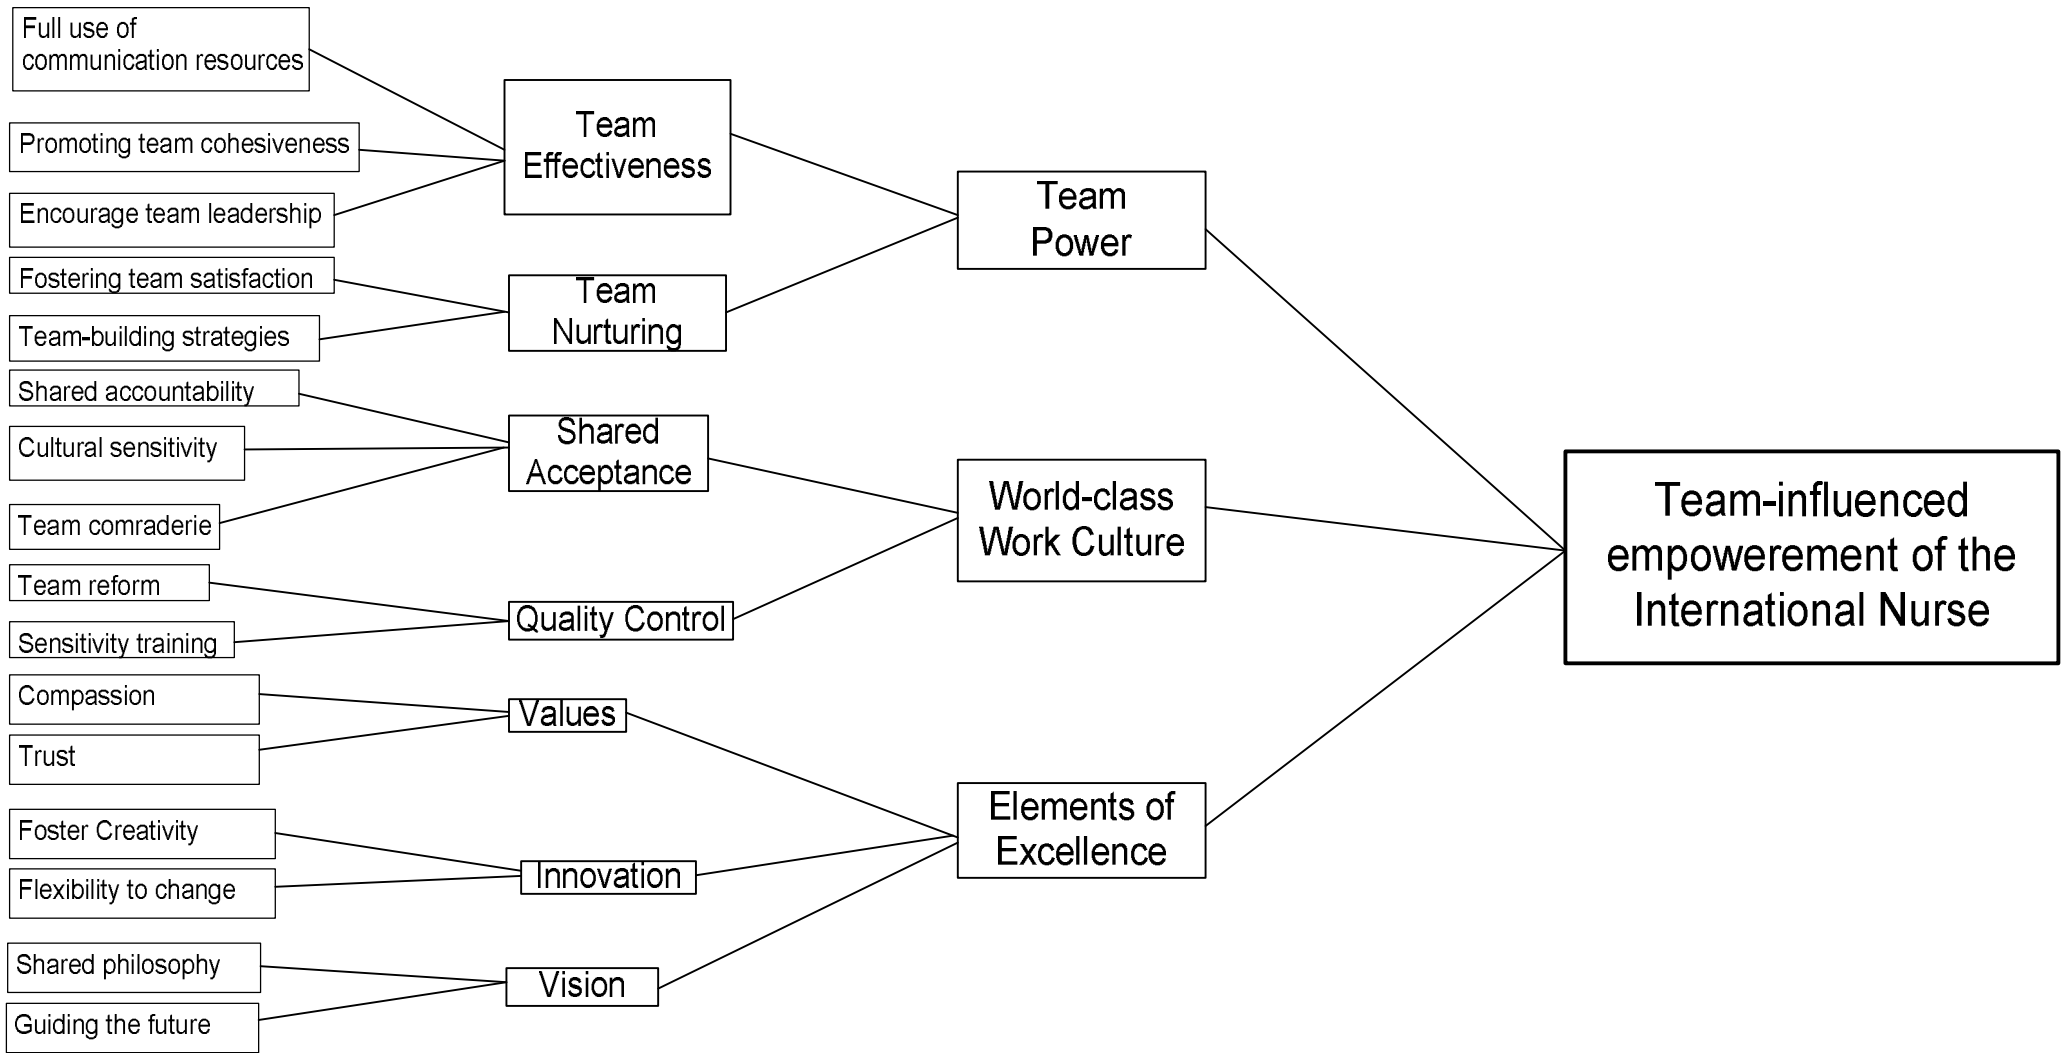 Full use of
communication resources
Promoting team cohesiveness
Encourage team leadership
Fostering team satisfaction
Team-building strategies
Shared accountability
Cultural sensitivity
Team comraderie
Team reform
Sensitivity training
Compassion
Trust
Foster Creativity
Flexibility to change
Shared philosophy
Guiding the future
Team
Effectiveness
Team
Nurturing
Shared
Acceptance
Quality Control
Values
Innovation
Vision
Team
Power
World-class
Work Culture
Elements of
Excellence
Team-influenced
empowerement of the
International Nurse